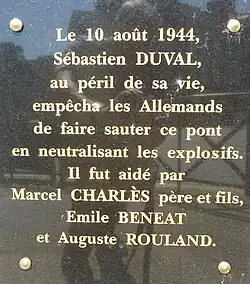 Le 10 août 1944,
Sébastien DUVAL,
au péril de sa vie,
empêcha les Allemands
de faire sauter ce pont
en neutralisant les explosifs.
Il fut aidé par
Marcel CHARLÈS père et fils,
Emile BENEAT
et Auguste ROULAND.